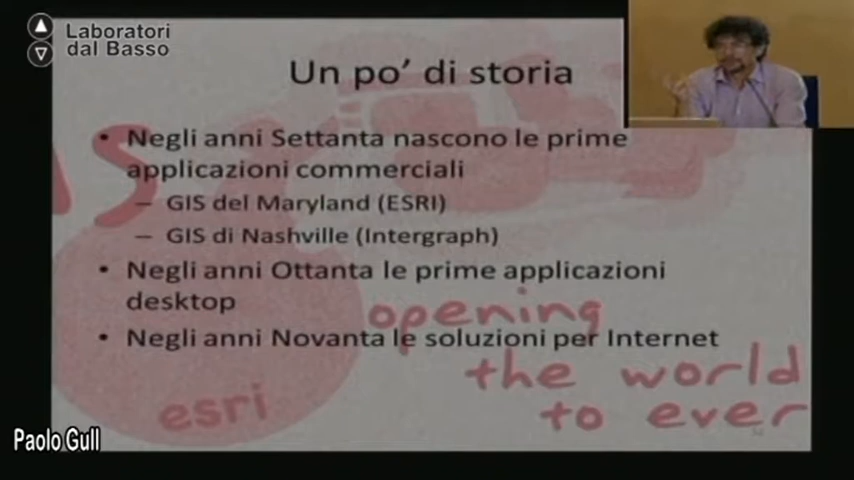 Laboratori
dal Basso
Un po' di storia
• Negli anni Settanta nascono le prime
applicazioni commerciali
– GIS del Maryland (ESRI)
– GIS di Nashville (Intergraph)
• Negli anni Ottanta le prime applicazioni
desktop
• Negli anni Novanta le soluzioni per Internet
opening
the world
to ever
esri
Paolo Gull